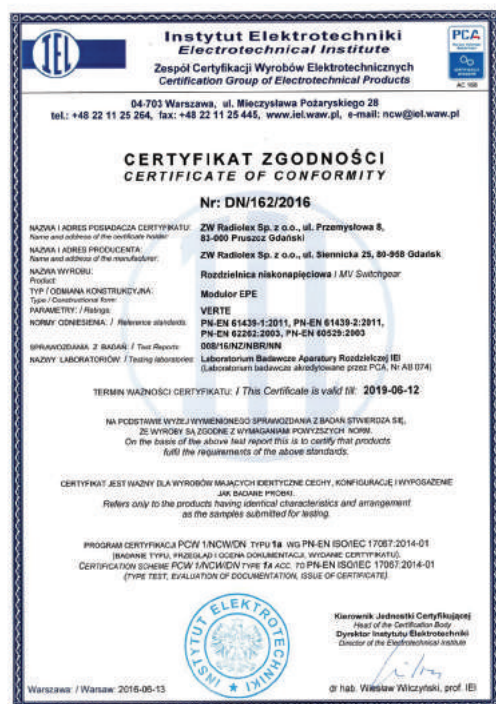 IEL
Instytut Elektrotechniki
Electrotechnical Institute
Zespół Certyfikacji Wyrobów Elektrotechnicznych
Certification Group of Electrotechnical Products
PCA
AC 168
04-703 Warszawa, ul. Mieczysława Pożaryskiego 28
tel.: +48 22 11 25 264, fax: +48 22 11 25 445, www.iel.waw.pl, e-mail: ncw@iel.waw.pl
CERTYFIKAT ZGODNOŚCI
CERTIFICATE OF CONFORMITY
Nr: DN/162/2016
NAZWA I ADRES POSIADACZA CERTYFIKATU: ZW Radiolex Sp. z o.o., ul. Przemysłowa 8,
Name and address of the certificate holder: 83-000 Pruszcz Gdański
NAZWA I ADRES PRODUCENTA: ZW Radiolex Sp. z o.o., ul. Siennicka 25, 80-958 Gdańsk
Name and address of the manufacturer:
NAZWA WYROBU: Rozdzielnica niskonapięciowa / MV Switchgear
Product:
TYP / ODMIANA KONSTRUKCYJNA: Modulor EPE
Type / Constructional form:
PARAMETRY: / Ratings: VERTE
NORMY ODNIESIENIA: / Reference standards: PN-EN 61439-1:2011, PN-EN 61439-2:2011,
PN-EN 62262:2003, PN-EN 60529:2003
SPRAWOZDANIA Z BADAŃ: / Test Reports: 008/16/NZ/NBR/NN
NAZWY LABORATORIÓW: / Testing laboratories: Laboratorium Badawcze Aparatury Rozdzielczej IEl
(Laboratorium badawcze akredytowane przez PCA, Nr AB 074)
TERMIN WAŻNOŚCI CERTYFIKATU: / This Certificate is valid till: 2019-06-12
NA PODSTAWIE WYŻEJ WYMIENIONEGO SPRAWOZDANIA Z BADAŃ STWIERDZA SIĘ,
ŻE WYROBY SĄ ZGODNE Z WYMAGANIAMI POWYŻSZYCH NORM.
On the basis of the above test report this is to certify that products
fulfil the requirements of the above standards.
CERTYFIKAT JEST WAŻNY DLA WYROBÓW MAJĄCYCH IDENTYCZNE CECHY, KONFIGURACJĘ I WYPOSAŻENIE
JAK BADANE PRÓBKI.
Refers only to the products having identical characteristics and arrangement
as the samples submitted for testing.
PROGRAM CERTYFIKACJI PCW 1/NCW/DN TYPU 1a WG PN-EN ISO/IEC 17067:2014-01
(BADANIE TYPU, PRZEGLĄD I OCENA DOKUMENTACJI, WYDANIE CERTYFIKATU).
CERTIFICATION SCHEME PCW 1/NCW/DN TYPE 1a ACC. TO PN-EN ISO/IEC 17067:2014-01
(TYPE TEST, EVALUATION OF DOCUMENTATION, ISSUE OF CERTIFICATE).
INSTYTUT ELEKTROTECHNIKI
Kierownik Jednostki Certyfikującej
Head of the Certification Body
Dyrektor Instytutu Elektrotechniki
Director of the Electrotechnical Institute
Warszawa: / Warsaw: 2016-06-13
dr hab. Wiesław Wilczyński, prof. IEl